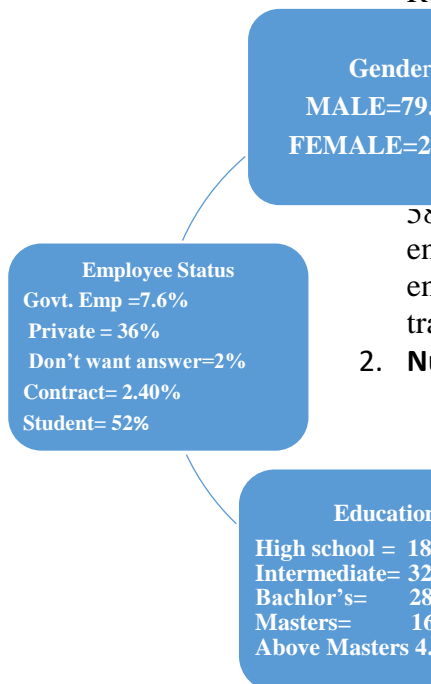 Gender
MALE=79.
FEMALE=2
58
en
en
tra
2. Nu
Employee Status
Govt. Emp =7.6%
Private = 36%
Don’t want answer=2%
Contract= 2.40%
Student= 52%
Education
High school = 18
Intermediate= 32
Bachlor’s= 28
Masters= 16
Above Masters 4.